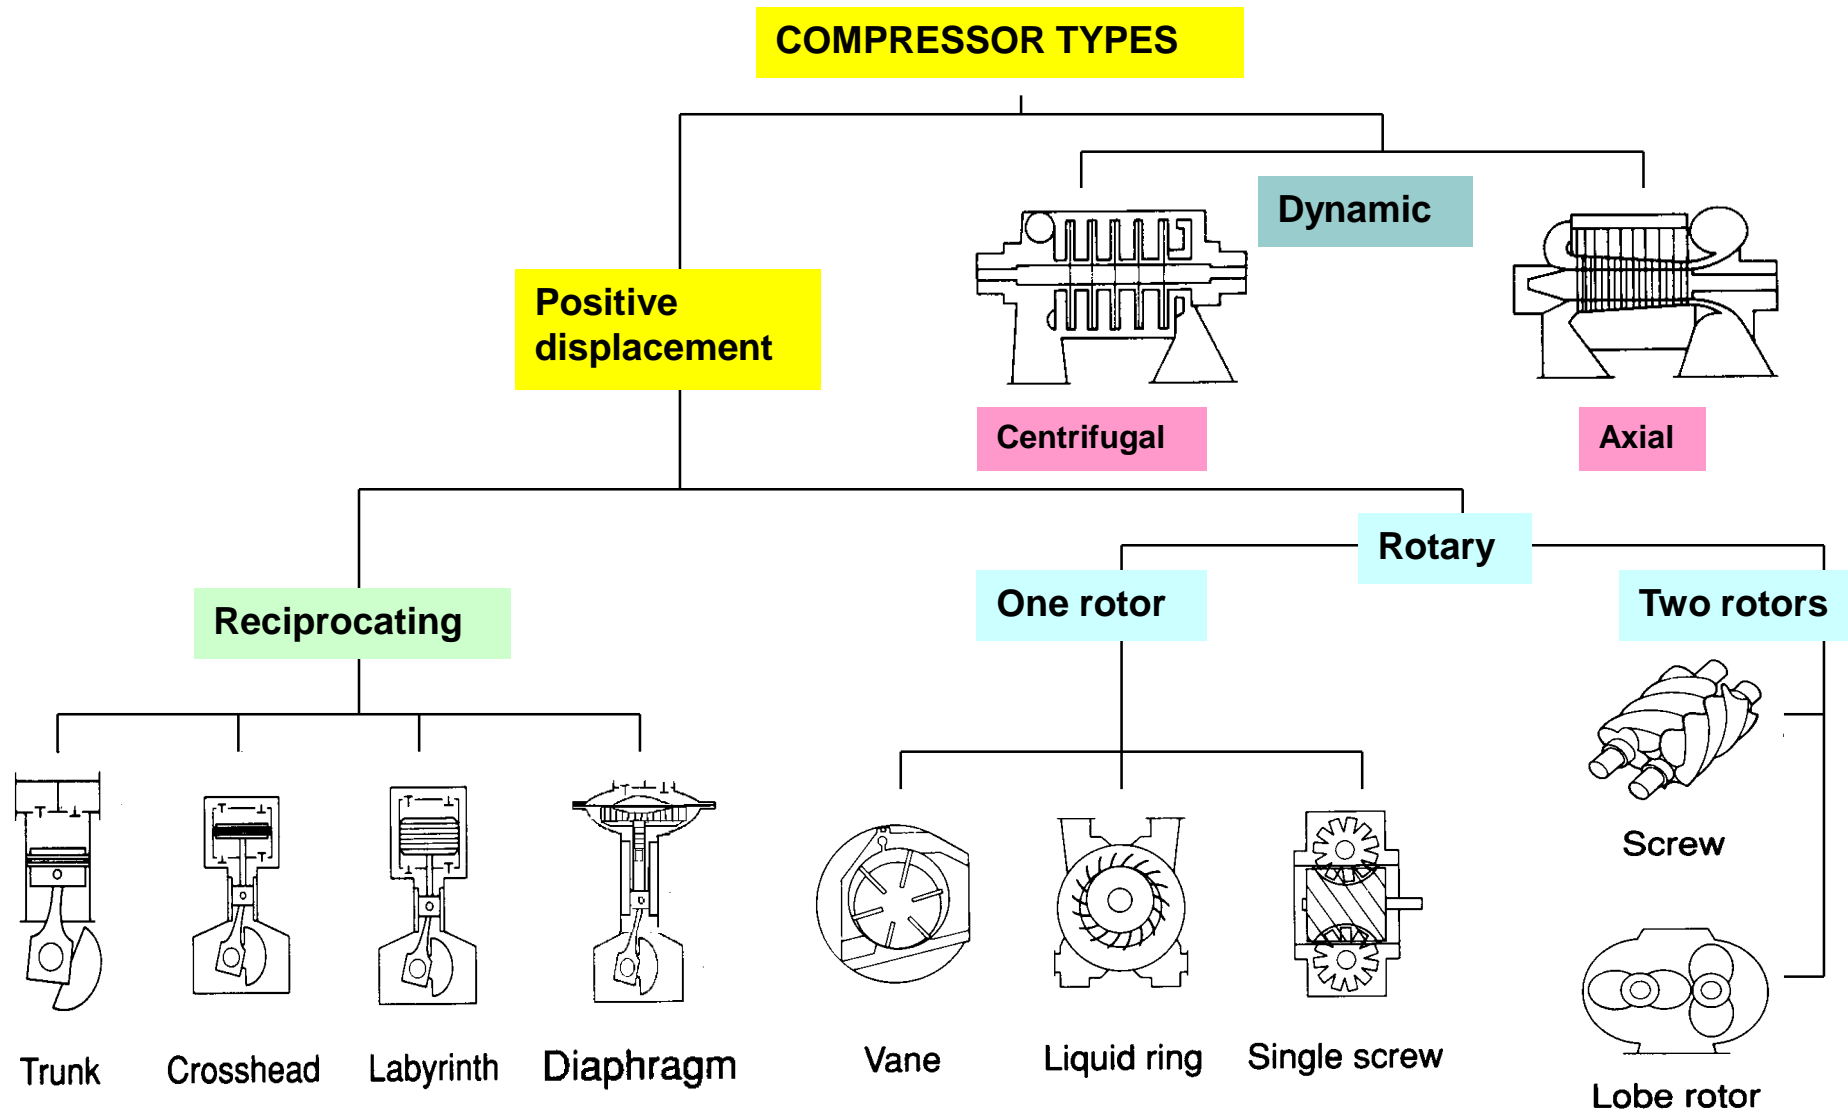 COMPRESSOR TYPES
Dynamic
Positive
displacement
Centrifugal
Axial
Rotary
Reciprocating
One rotor
Two rotors
Screw
Trunk
Crosshead
Labyrinth
Diaphragm
Vane
Liquid ring
Single screw
Lobe rotor